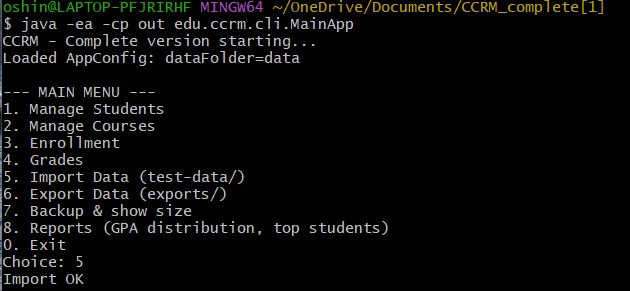 oshin@LAPTOP-PFJRIRHF MINGW64 ~/OneDrive/Documents/CCRM_complete[1]
$ java -ea -cp out edu.ccrm.cli.MainApp
CCRM - Complete version starting...
Loaded AppConfig: dataFolder=data

--- MAIN MENU ---
1. Manage Students
2. Manage Courses
3. Enrollment
4. Grades
5. Import Data (test-data/)
6. Export Data (exports/)
7. Backup & show size
8. Reports (GPA distribution, top students)
0. Exit
Choice: 5
Import OK